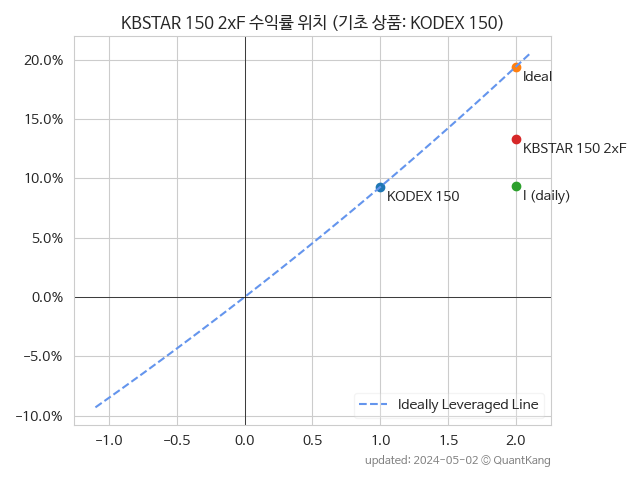 KBSTAR 150 2xF 수익률 위치 (기초 상품: KODEX 150)
20.0%
15.0%
10.0%
5.0%
0.0%
−5.0%
−10.0%
Ideal
KBSTAR 150 2xF
I (daily)
KODEX 150
Ideally Leveraged Line
−1.0 −0.5 0.0 0.5 1.0 1.5 2.0
updated: 2024-05-02 © QuantKang